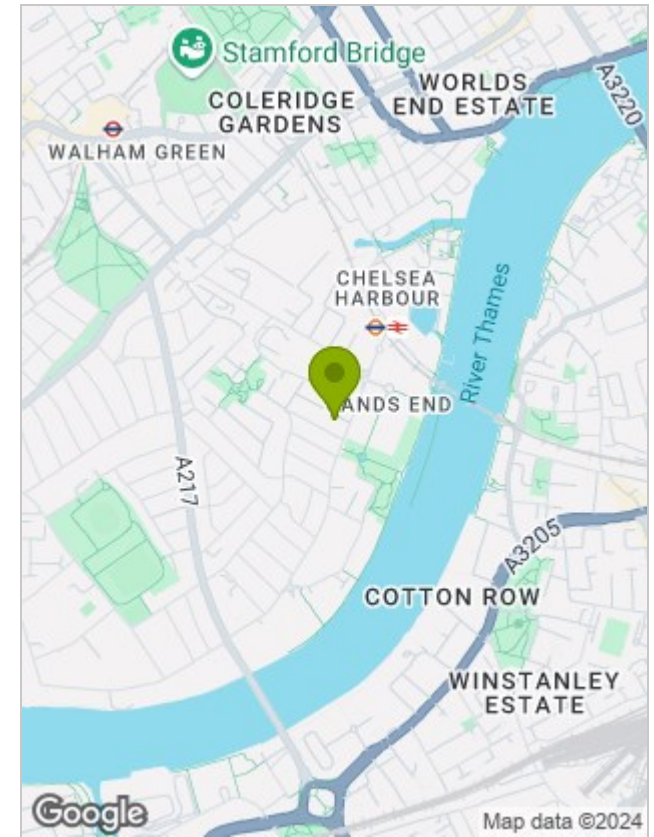 Stamford Bridge
WORLDS
END ESTATE
A3220
COLERIDGE
GARDENS
WALHAM GREEN
CHELSEA
HARBOUR
River Thames
ANDS END
A217
A3205
COTTON ROW
WINSTANLEY
ESTATE
Google
Map data ©2024